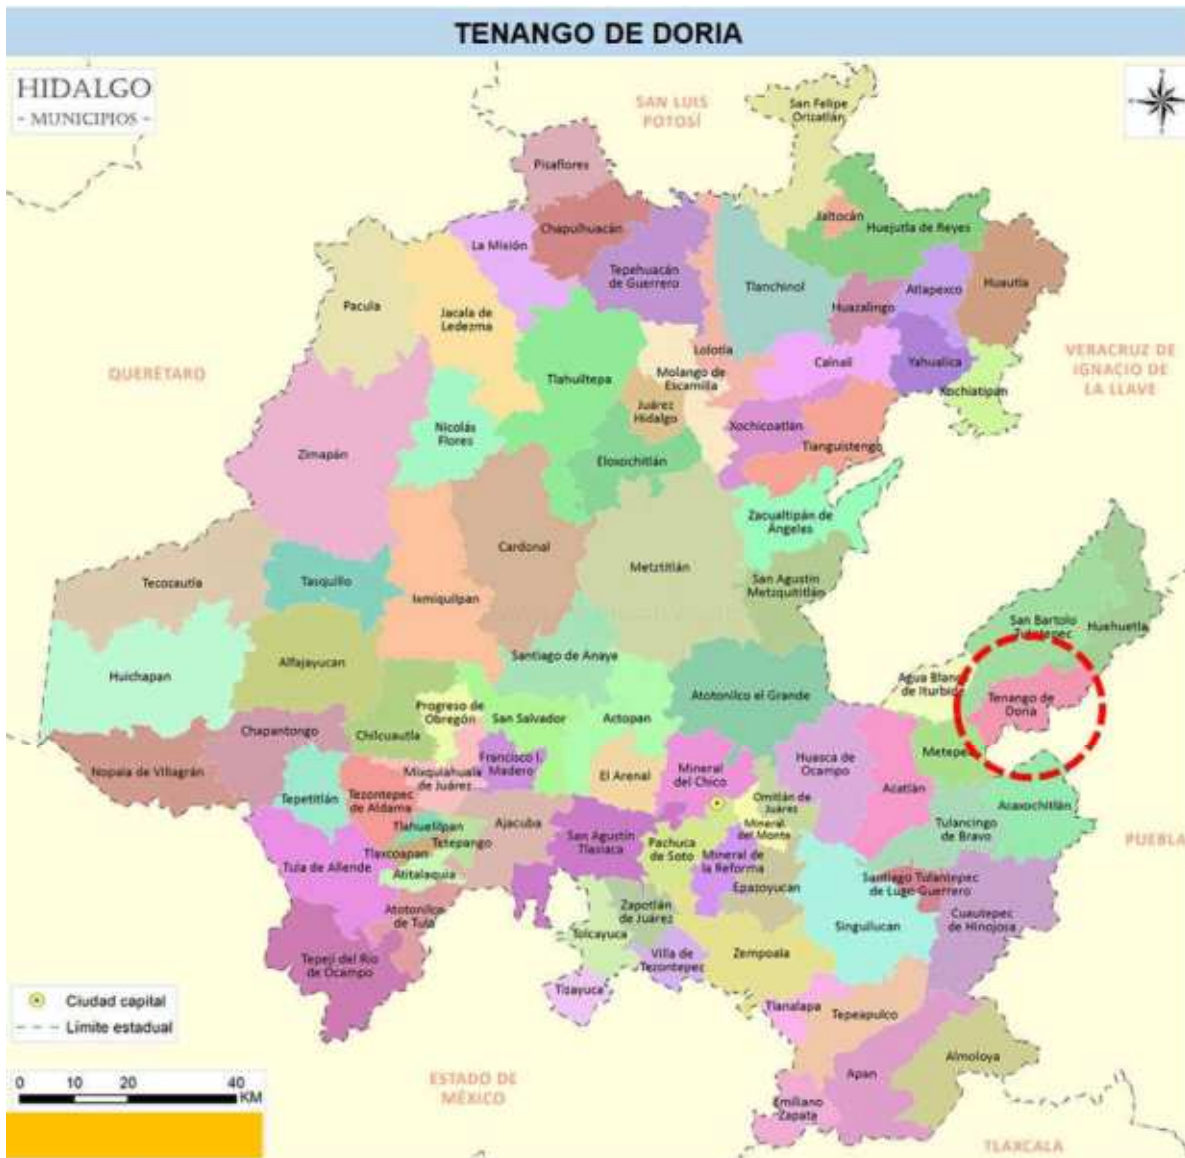 TENANGO DE DORIA
HIDALGO
- MUNICIPIOS -
SAN LUIS
POTOSÍ
San Felipe
Orizatlán
Pisaflores
Jaltocán
Huejutla de Reyes
Chapulhuacán
La Misión
Tepehuacán
de Guerrero
Tlanchinol
Atlapexco
Huautla
Huazalingo
Pacula
Jacala de
Ledezma
Lolotla
VERACRUZ DE
IGNACIO DE
LA LLAVE
QUERÉTARO
Tlahuiltepa
Molango de
Escamilla
Calnali
Yahualica
Xochiatipan
Juárez
Hidalgo
Nicolás
Flores
Xochicoatlán
Tianguistengo
Zimapán
Eloxochitlán
Zacualtipán de
Ángeles
Cardonal
Metztitlán
Tecozautla
Tasquillo
San Agustín
Metzquititlán
Ixmiquilpan
San Bartolo
Tutotepec
Huehuetla
Santiago de Anaya
Alfajayucan
Huichapan
Agua Blanca
de Iturbide
Atotonilco el Grande
Tenango de
Doria
Progreso de
Obregón
San Salvador
Actopan
Chapantongo
Chilcuautla
Metepec
Nopala de Villagrán
Mixquiahuala
de Juárez
Francisco I.
Madero
El Arenal
Mineral
del Chico
Huasca de
Ocampo
Acatlán
Tepetitlán
Tezontepec
de Aldama
Omitlán de
Juárez
Acaxochitlán
Tlahuelilpan
Tetepango
Ajacuba
San Agustín
Tlaxiaca
Mineral
del Monte
Tulancingo
de Bravo
PUEBLA
Tlaxcoapan
Pachuca
de Soto
Mineral de
la Reforma
Tula de Allende
Atitalaquia
Epazoyucan
Santiago Tulantepec
de Lugo Guerrero
Atotonilco
de Tula
Zapotlán
de Juárez
Cuautepec
de Hinojosa
Singuilucan
Tolcayuca
Tepeji del Río
de Ocampo
Villa de
Tezontepec
Zempoala
Tizayuca
Tlanalapa
Tepeapulco
Ciudad capital
Límite estadual
Almoloya
Apan
ESTADO DE
MÉXICO
Emiliano
Zapata
0 10 20 40
KM
TLAXCALA